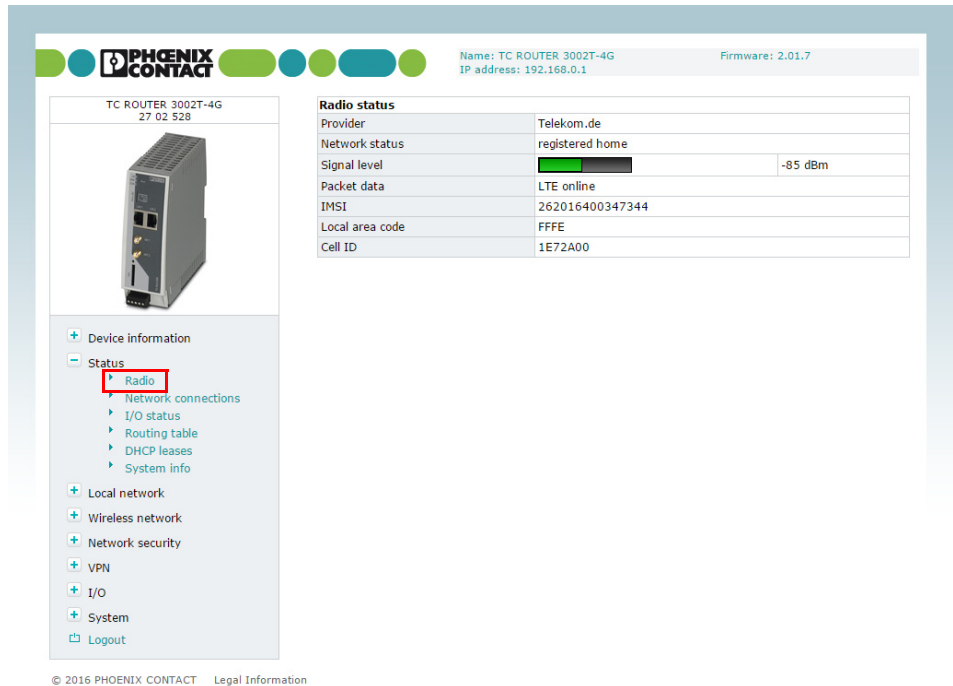 PHŒNIX
CONTACT
Name: TC ROUTER 3002T-4G Firmware: 2.01.7
IP address: 192.168.0.1
TC ROUTER 3002T-4G
27 02 528
Radio status
Provider Telekom.de
Network status registered home
Signal level -85 dBm
Packet data LTE online
IMSI 262016400347344
Local area code FFFE
Cell ID 1E72A00
Device information
Status
Radio
Network connections
I/O status
Routing table
DHCP leases
System info
Local network
Wireless network
Network security
VPN
I/O
System
Logout
© 2016 PHOENIX CONTACT Legal Information